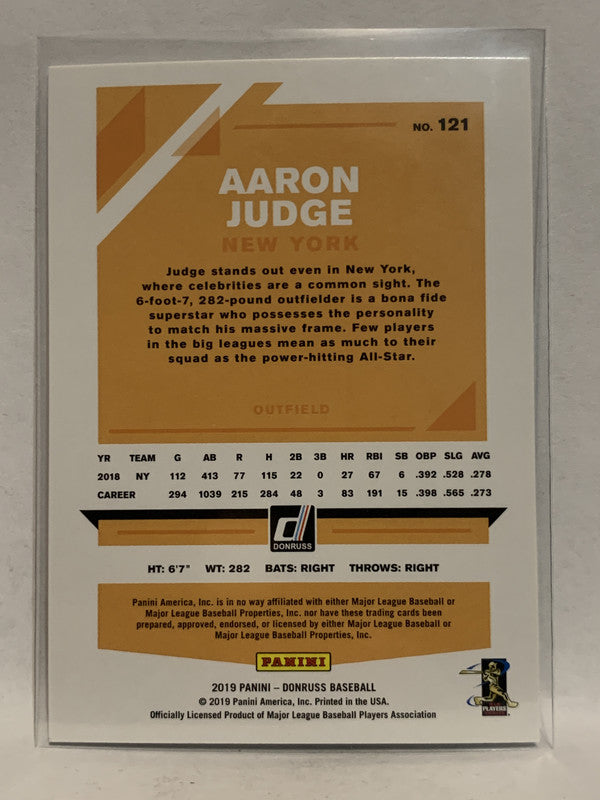 NO. 121
AARON
JUDGE
NEW YORK
Judge stands out even in New York,
where celebrities are a common sight. The
6-foot-7, 282-pound outfielder is a bona fide
superstar who possesses the personality
to match his massive frame. Few players
in the big leagues mean as much to their
squad as the power-hitting All-Star.
OUTFIELD
YR TEAM G AB R H 2B 3B HR RBI SB OBP SLG AVG
2018 NY 112 413 77 115 22 0 27 67 6 .392 .528 .278
CAREER 294 1039 215 284 48 3 83 191 15 .398 .565 .273
d
DONRUSS
HT: 6'7" WT: 282 BATS: RIGHT THROWS: RIGHT
Panini America, Inc. is in no way affiliated with either Major League Baseball or
Major League Baseball Properties, Inc. nor have these trading cards been
prepared, approved, endorsed, or licensed by either Major League Baseball or
Major League Baseball Properties, Inc.
PANINI
2019 PANINI – DONRUSS BASEBALL
© 2019 Panini America, Inc. Printed in the USA.
Officially Licensed Product of Major League Baseball Players Association
PLAYERS